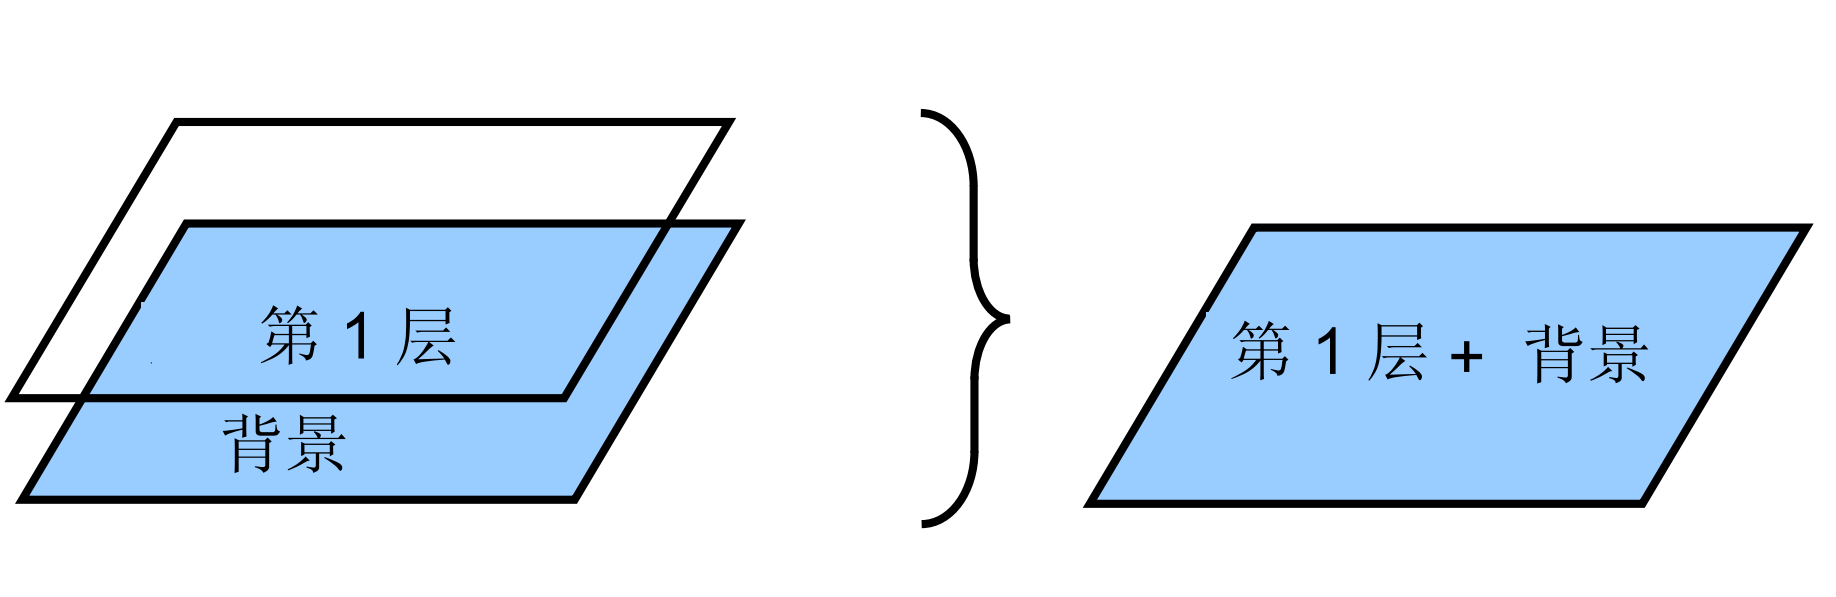 第 1 层
背景
第 1 层 + 背景